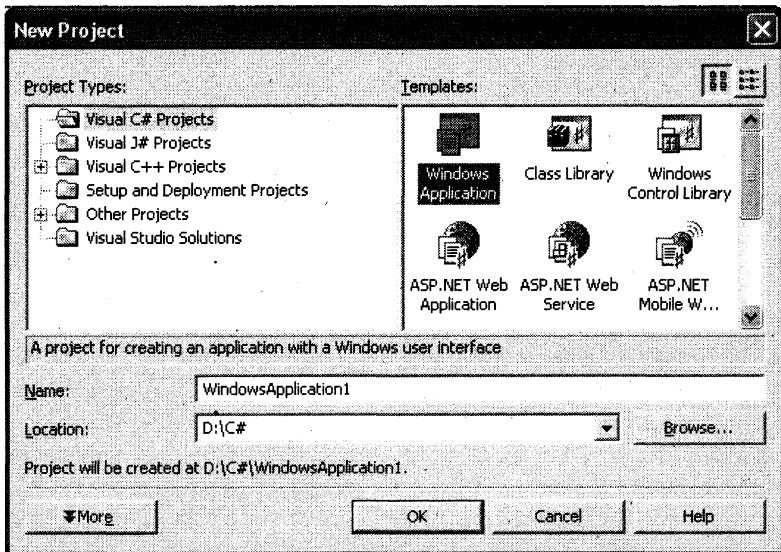 New Project
Project Types:
Templates:
Visual C# Projects
Visual J# Projects
Visual C++ Projects
Setup and Deployment Projects
Other Projects
Visual Studio Solutions
Windows
Application
Class Library
Windows
Control Library
ASP.NET Web
Application
ASP.NET Web
Service
ASP.NET
Mobile W...
A project for creating an application with a Windows user interface
Name:
WindowsApplication1
Location:
D:\C#
Browse...
Project will be created at D:\C#\WindowsApplication1.
More
OK
Cancel
Help